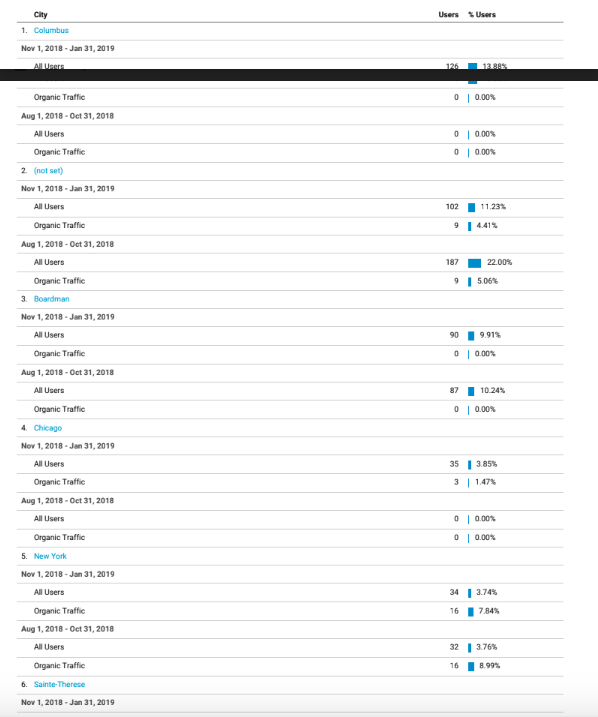 City Users % Users
1. Columbus
Nov 1, 2018 - Jan 31, 2019
All Users 126 13.88%
Organic Traffic 0 0.00%
Aug 1, 2018 - Oct 31, 2018
All Users 0 0.00%
Organic Traffic 0 0.00%
2. (not set)
Nov 1, 2018 - Jan 31, 2019
All Users 102 11.23%
Organic Traffic 9 4.41%
Aug 1, 2018 - Oct 31, 2018
All Users 187 22.00%
Organic Traffic 9 5.06%
3. Boardman
Nov 1, 2018 - Jan 31, 2019
All Users 90 9.91%
Organic Traffic 0 0.00%
Aug 1, 2018 - Oct 31, 2018
All Users 87 10.24%
Organic Traffic 0 0.00%
4. Chicago
Nov 1, 2018 - Jan 31, 2019
All Users 35 3.85%
Organic Traffic 3 1.47%
Aug 1, 2018 - Oct 31, 2018
All Users 0 0.00%
Organic Traffic 0 0.00%
5. New York
Nov 1, 2018 - Jan 31, 2019
All Users 34 3.74%
Organic Traffic 16 7.84%
Aug 1, 2018 - Oct 31, 2018
All Users 32 3.76%
Organic Traffic 16 8.99%
6. Sainte-Therese
Nov 1, 2018 - Jan 31, 2019